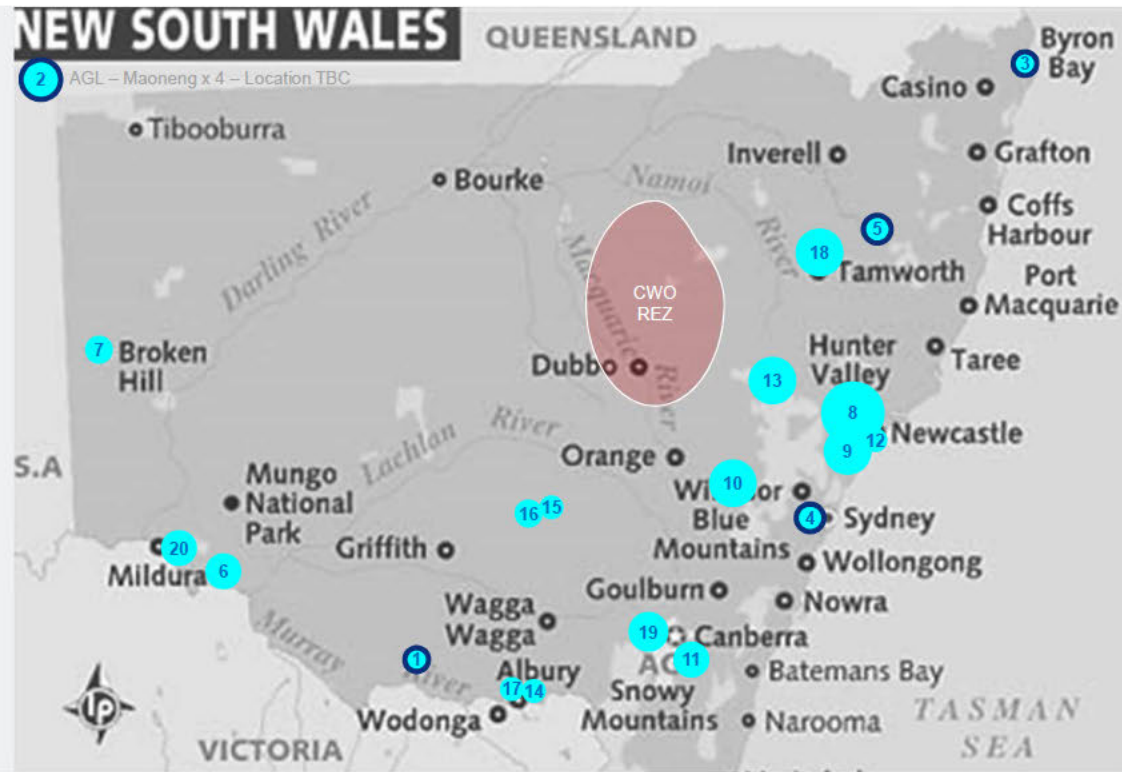 NEW SOUTH WALES
QUEENSLAND
Byron
Bay
3
2
AGL – Maoneng x 4 – Location TBC
Casino
Tibooburra
Inverell
Grafton
Bourke
Namoi
River
Coffs
Harbour
5
Darling River
Macquarie
River
18
Tamworth
CWO
REZ
Port
Macquarie
7
Broken
Hill
Dubbo
Hunter
Valley
Taree
13
8
12
Newcastle
9
Lachlan
River
Orange
S.A
Mungo
National
Park
10
16
15
Blue
Mountains
4
Sydney
Griffith
20
Mildura
6
Wollongong
Goulburn
Nowra
Wagga
Wagga
19
Canberra
11
Murray
River
1
Albury
17
14
Snowy
Mountains
Batemans Bay
Wodonga
Narooma
TASMAN
SEA
lp
VICTORIA